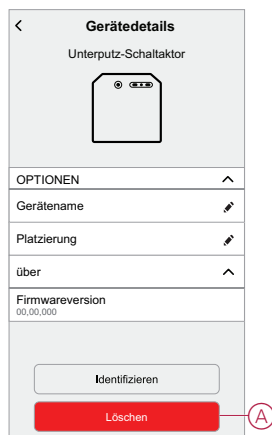 Gerätedetails
Unterputz-Schaltaktor
OPTIONEN
Gerätename
Platzierung
über
Firmwareversion
00,00,000
Identifizieren
Löschen
A